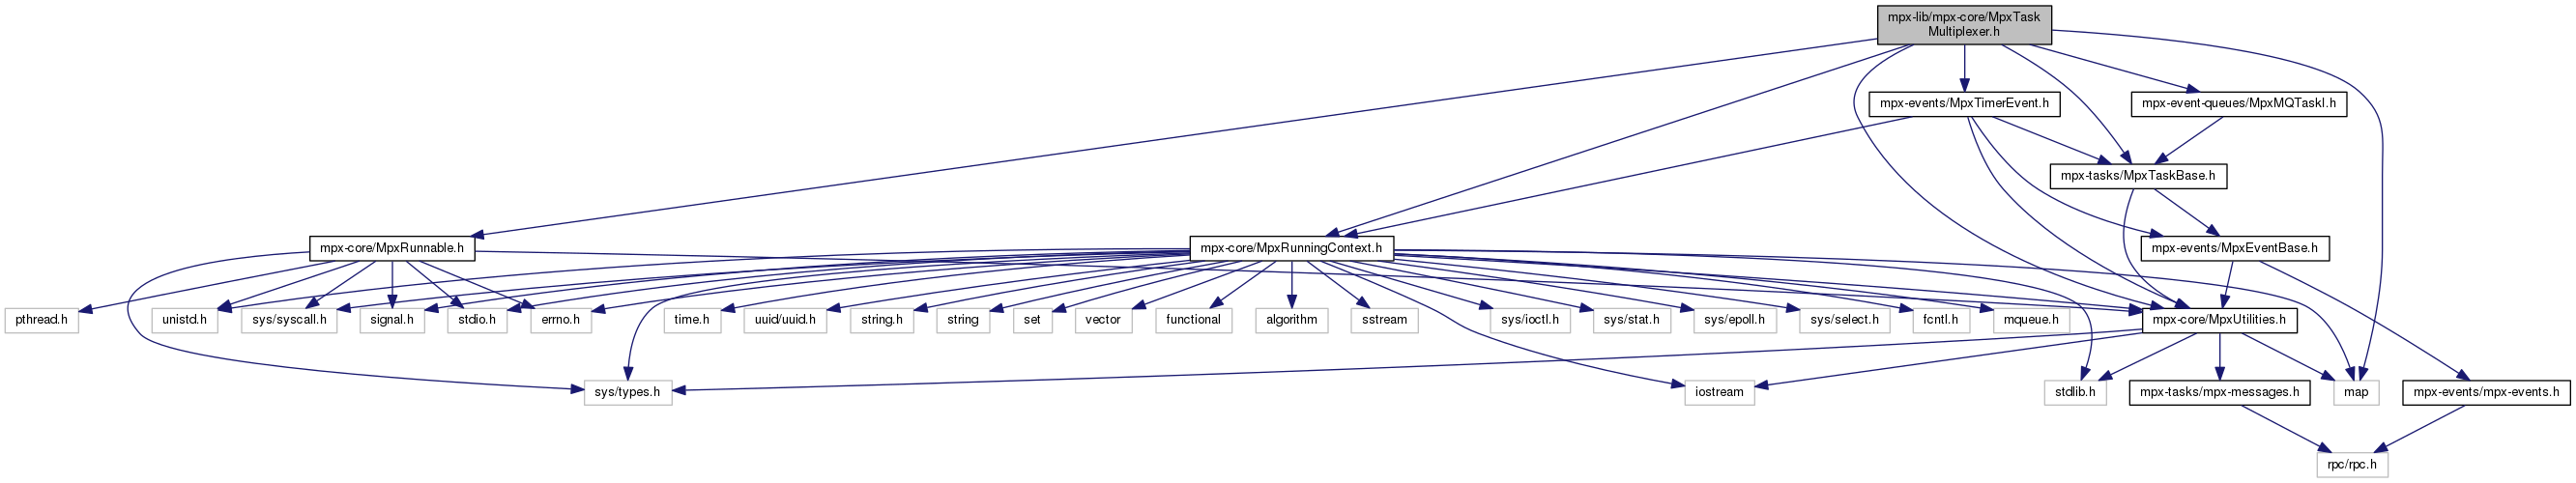 mpx-lib/mpx-core/MpxTask
Multiplexer.h
mpx-events/MpxTimerEvent.h
mpx-event-queues/MpxMQTaskI.h
mpx-tasks/MpxTaskBase.h
mpx-core/MpxRunnable.h
mpx-core/MpxRunningContext.h
mpx-events/MpxEventBase.h
pthread.h
unistd.h
sys/syscall.h
signal.h
stdio.h
errno.h
time.h
uuid/uuid.h
string.h
string
set
vector
functional
algorithm
sstream
sys/ioctl.h
sys/stat.h
sys/epoll.h
sys/select.h
fcntl.h
mqueue.h
mpx-core/MpxUtilities.h
sys/types.h
iostream
stdlib.h
mpx-tasks/mpx-messages.h
map
mpx-events/mpx-events.h
rpc/rpc.h